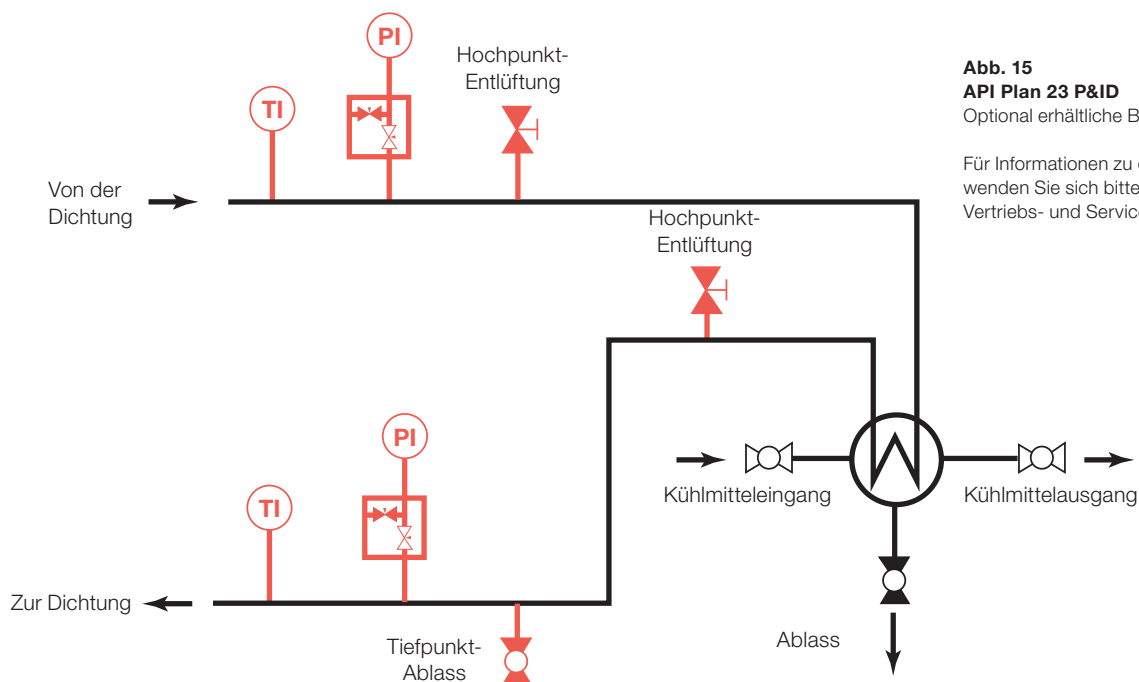 PI
TI
Hochpunkt-
Entlüftung
Abb. 15
API Plan 23 P&ID
Optional erhältliche
Für Informationen zu
wenden Sie sich bitte
Vertriebs- und
Von der
Dichtung
Hochpunkt-
Entlüftung
PI
TI
Kühlmitteleingang
Kühlmittelausgang
Zur Dichtung
Tiefpunkt-
Ablass
Ablass